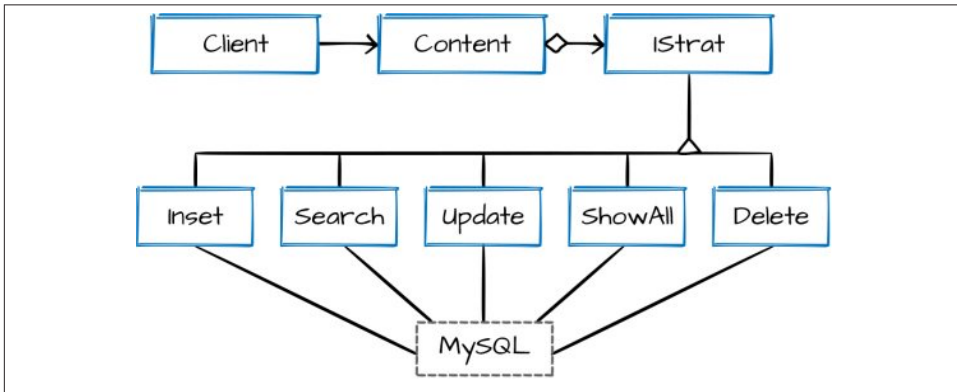 Client
Content
IStrat
Inset
Search
Update
ShowAll
Delete
MySQL